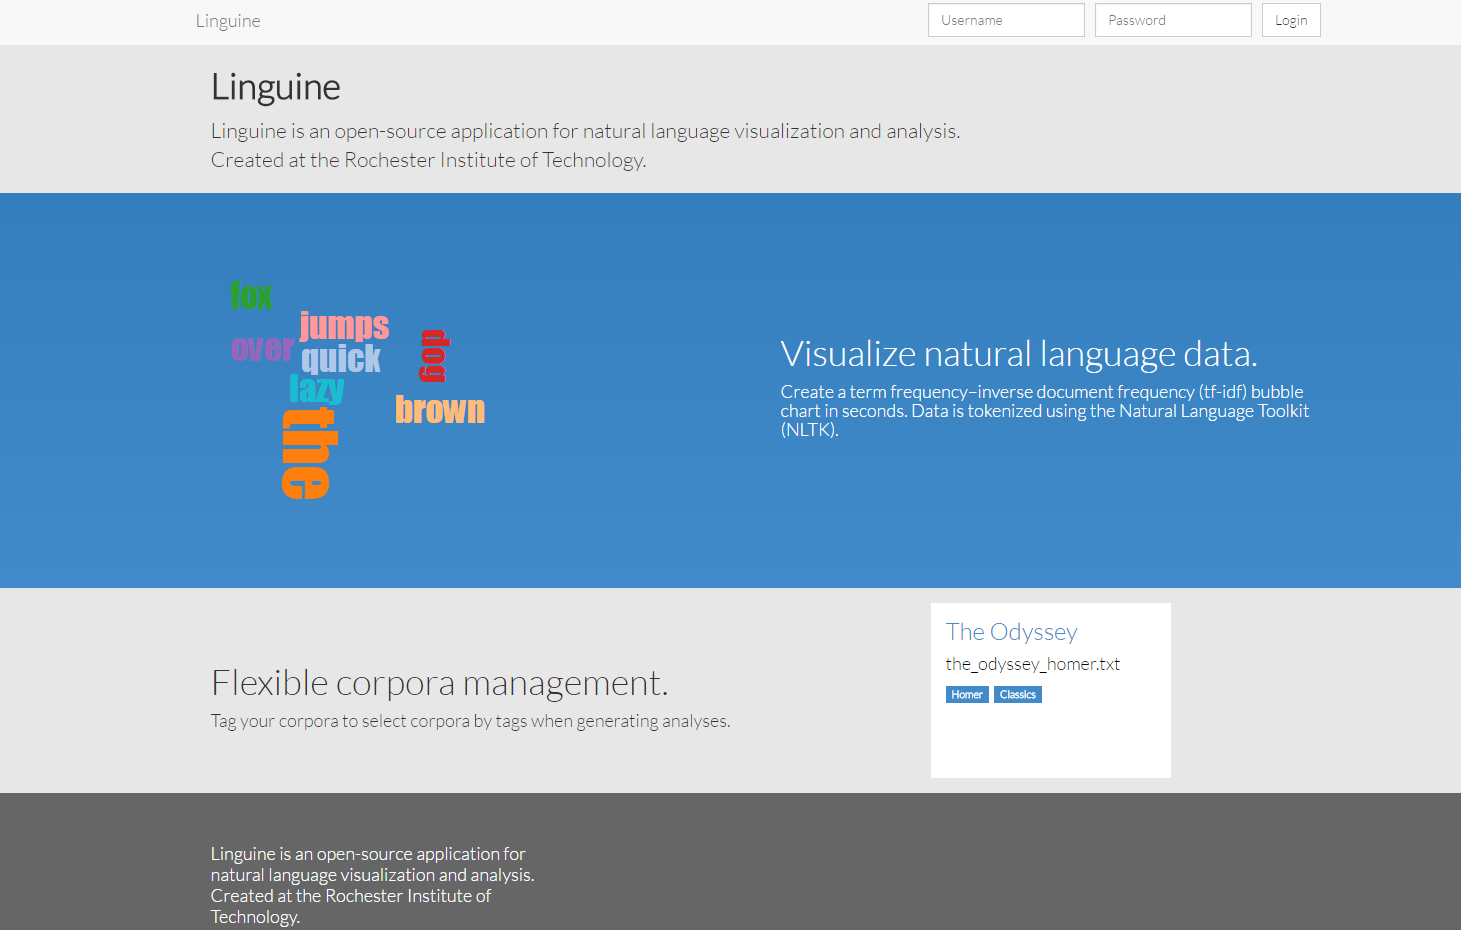 Linguine
Username
Password
Login
Linguine
Linguine is an open-source application for natural language visualization and analysis.
Created at the Rochester Institute of Technology.
fox
jumps
over
quick
dog
lazy
brown
the
Visualize natural language data.
Create a term frequency–inverse document frequency (tf-idf) bubble
chart in seconds. Data is tokenized using the Natural Language Toolkit
(NLTK).
Flexible corpora management.
Tag your corpora to select corpora by tags when generating analyses.
The Odyssey
the_odyssey_homer.txt
Homer
Classics
Linguine is an open-source application for
natural language visualization and analysis.
Created at the Rochester Institute of
Technology.